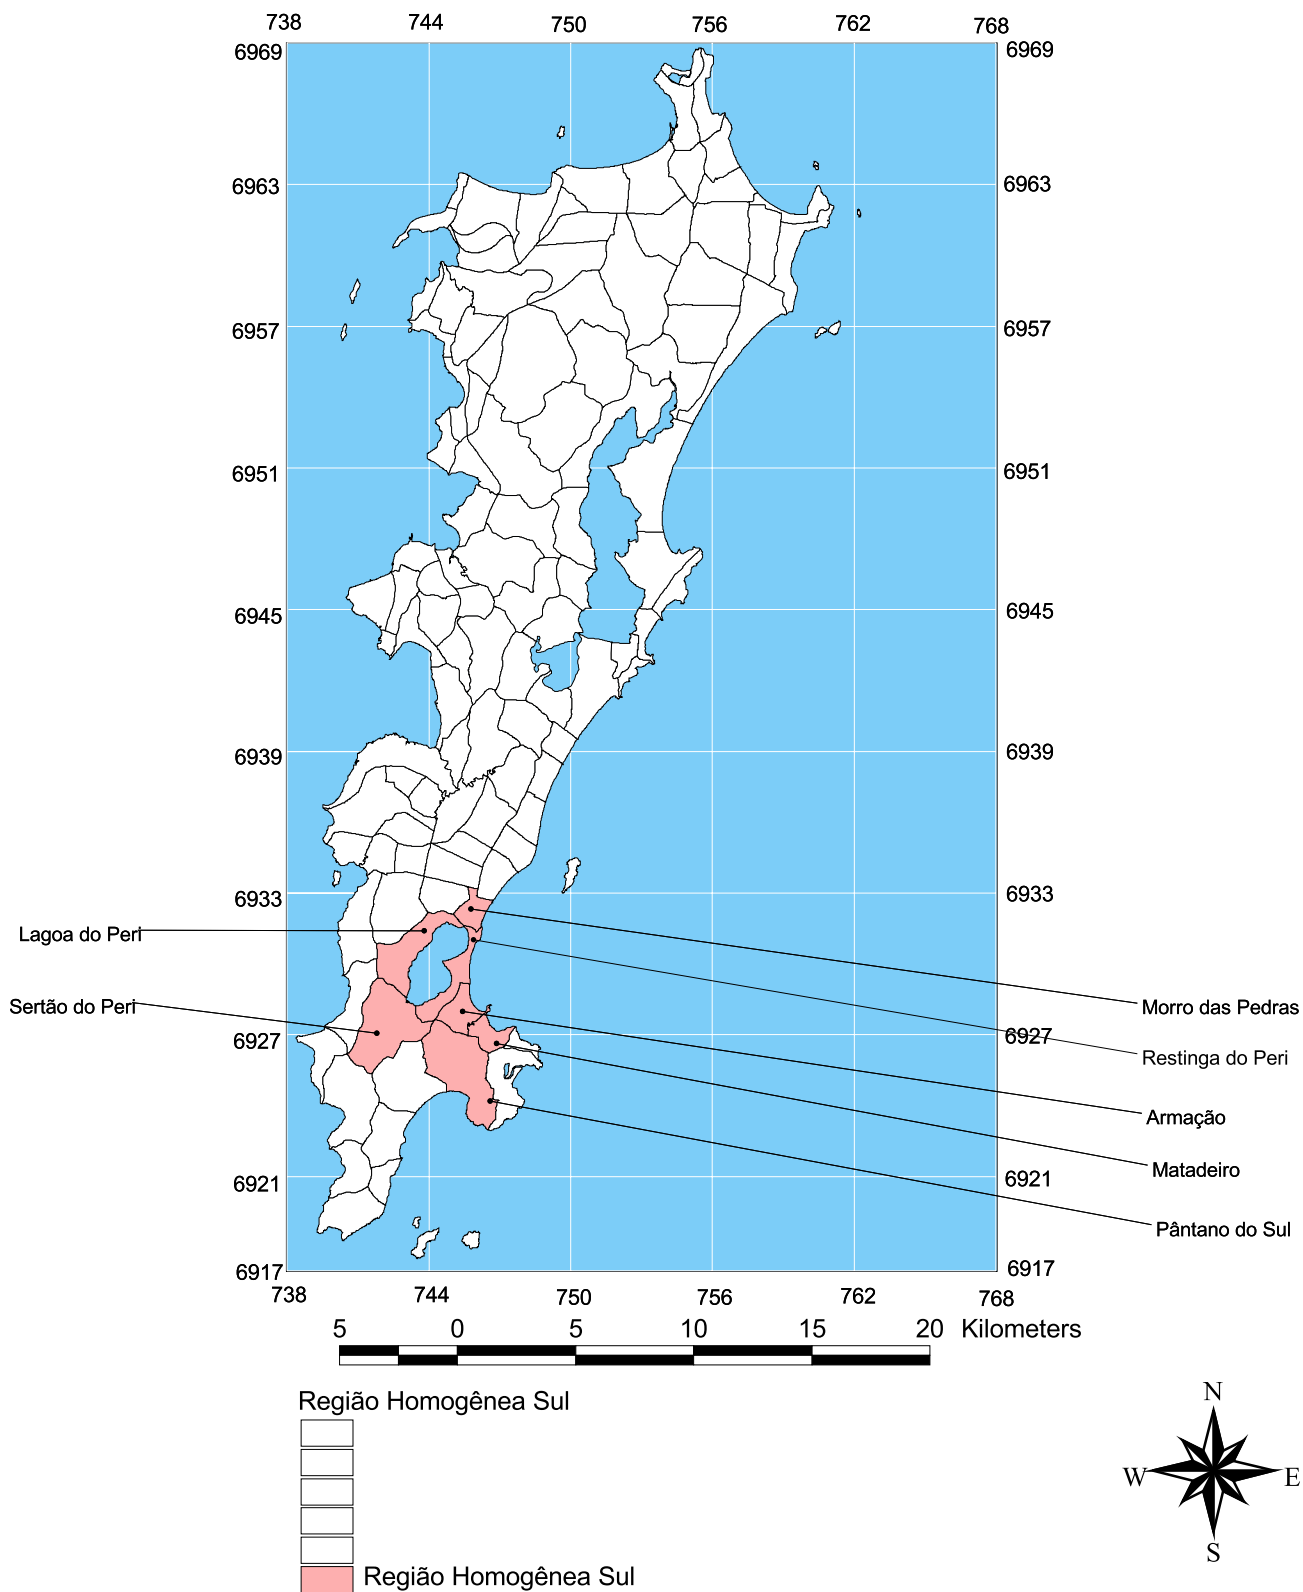 738 744 750 756 762 768
6969 6969
6963 6963
6957 6957
6951 6951
6945 6945
6939 6939
6933 6933
Lagoa do Peri
Sertão do Peri
Morro das Pedras
6927 6927
Restinga do Peri
Armação
Matadeiro
6921 6921
Pântano do Sul
6917 6917
738 744 750 756 762 768
5 0 5 10 15 20 Kilometers
Região Homogênea Sul
N
W E
S
Região Homogênea Sul